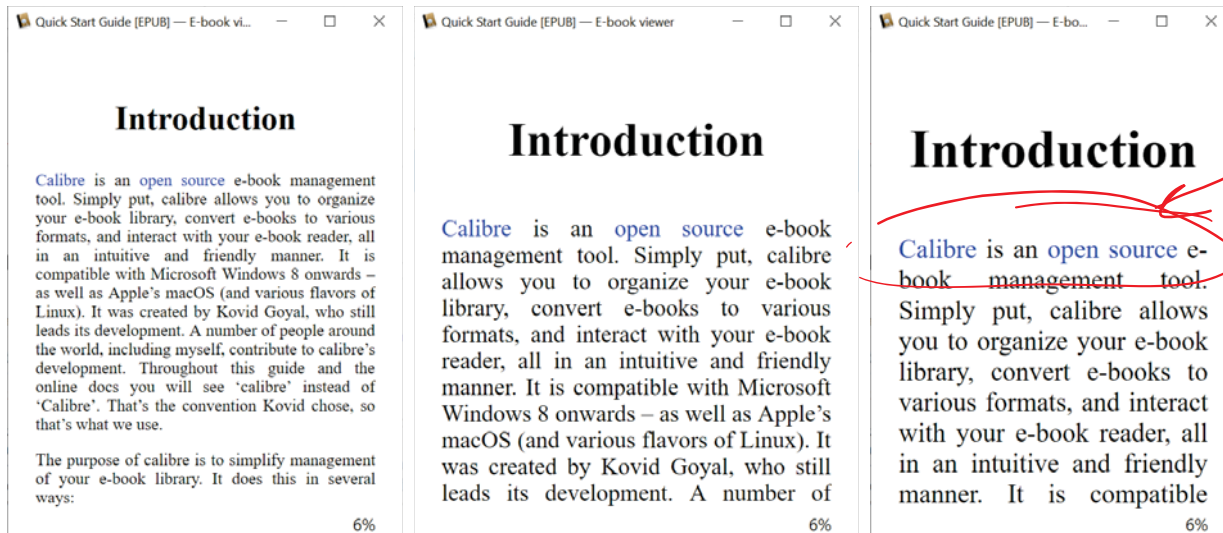 Quick Start Guide [EPUB] — E-book vi...
Introduction
Calibre is an open source e-book management
tool. Simply put, calibre allows you to organize
your e-book library, convert e-books to various
formats, and interact with your e-book reader, all
in an intuitive and friendly manner. It is
compatible with Microsoft Windows 8 onwards –
as well as Apple’s macOS (and various flavors of
Linux). It was created by Kovid Goyal, who still
leads its development. A number of people around
the world, including myself, contribute to calibre’s
development. Throughout this guide and the
online docs you will see ‘calibre’ instead of
‘Calibre’. That’s the convention Kovid chose, so
that’s what we use.
The purpose of calibre is to simplify management
of your e-book library. It does this in several
ways:
6%
Quick Start Guide [EPUB] — E-book viewer
Introduction
Calibre is an open source e-book
management tool. Simply put, calibre
allows you to organize your e-book
library, convert e-books to various
formats, and interact with your e-book
reader, all in an intuitive and friendly
manner. It is compatible with Microsoft
Windows 8 onwards – as well as Apple’s
macOS (and various flavors of Linux). It
was created by Kovid Goyal, who still
leads its development. A number of
6%
Quick Start Guide [EPUB] — E-bo...
Introduction
Calibre is an open source e-
book management tool.
Simply put, calibre allows
you to organize your e-book
library, convert e-books to
various formats, and interact
with your e-book reader, all
in an intuitive and friendly
manner. It is compatible
6%